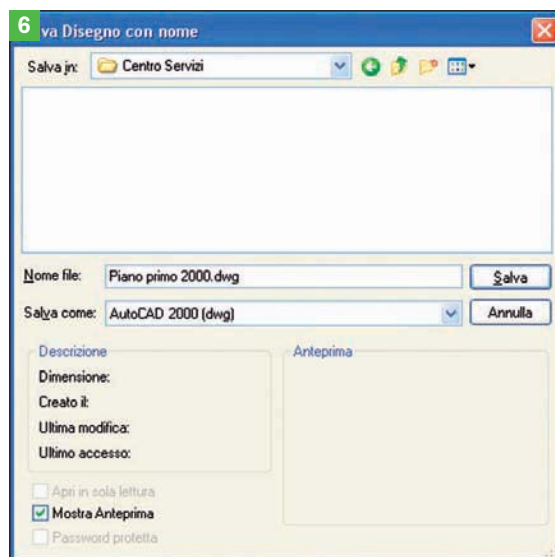 6
va Disegno con nome
Salva in: Centro Servizi
Nome file: Piano primo 2000.dwg Salva
Salva come: AutoCAD 2000 (dwg) Annulla
Descrizione
Dimensione:
Creato il:
Ultima modifica:
Ultimo accesso:
Anteprima
Apri in sola lettura
Mostra Anteprima
Password protetta